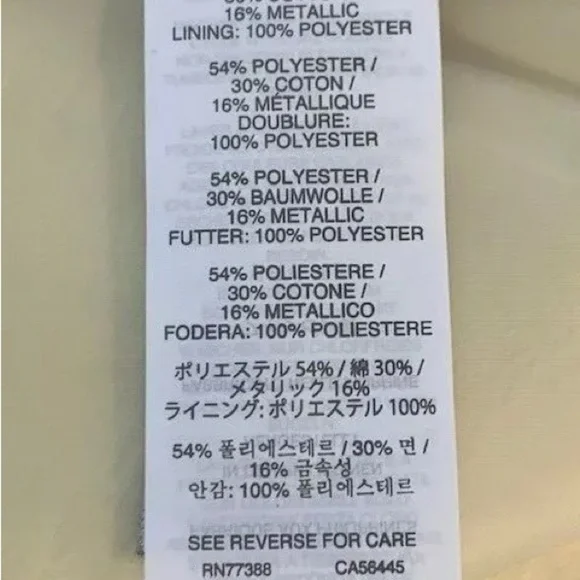 16% METALLIC
LINING: 100% POLYESTER
54% POLYESTER /
30% COTON /
16% MÉTALLIQUE
DOUBLURE:
100% POLYESTER
54% POLYESTER /
30% BAUMWOLLE /
16% METALLIC
FUTTER: 100% POLYESTER
54% POLIESTERE /
30% COTONE /
16% METALLICO
FODERA: 100% POLIESTERE
ポリエステル 54% / 綿 30% /
メタリック 16%
ライニング: ポリエステル 100%
54% 폴리에스테르 / 30% 면 /
16% 금속성
안감: 100% 폴리에스테르
SEE REVERSE FOR CARE
RN77388 CA56445